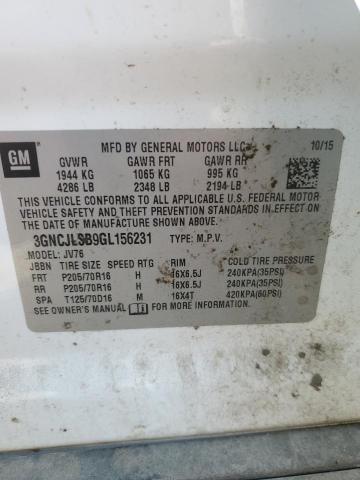 GM
MFD BY GENERAL MOTORS LLC
10/15
GVWR GAWR FRT GAWR RR
1944 KG 1065 KG 995 KG
4286 LB 2348 LB 2194 LB
THIS VEHICLE CONFORMS TO ALL APPLICABLE U.S. FEDERAL MOTOR
VEHICLE SAFETY AND THEFT PREVENTION STANDARDS IN EFFECT ON
THE DATE OF MANUFACTURE SHOWN ABOVE.
3GNCJLSB9GL156231 TYPE: M.P.V.
MODEL: JV76
JBBN TIRE SIZE SPEED RTG RIM COLD TIRE PRESSURE
FRT P205/70R16 H 16X6.5J 240KPA(35PSI)
RR P205/70R16 H 16X6.5J 240KPA(35PSI)
SPA T125/70D16 M 16X4T 420KPA(60PSI)
SEE OWNER'S MANUAL FOR MORE INFORMATION.